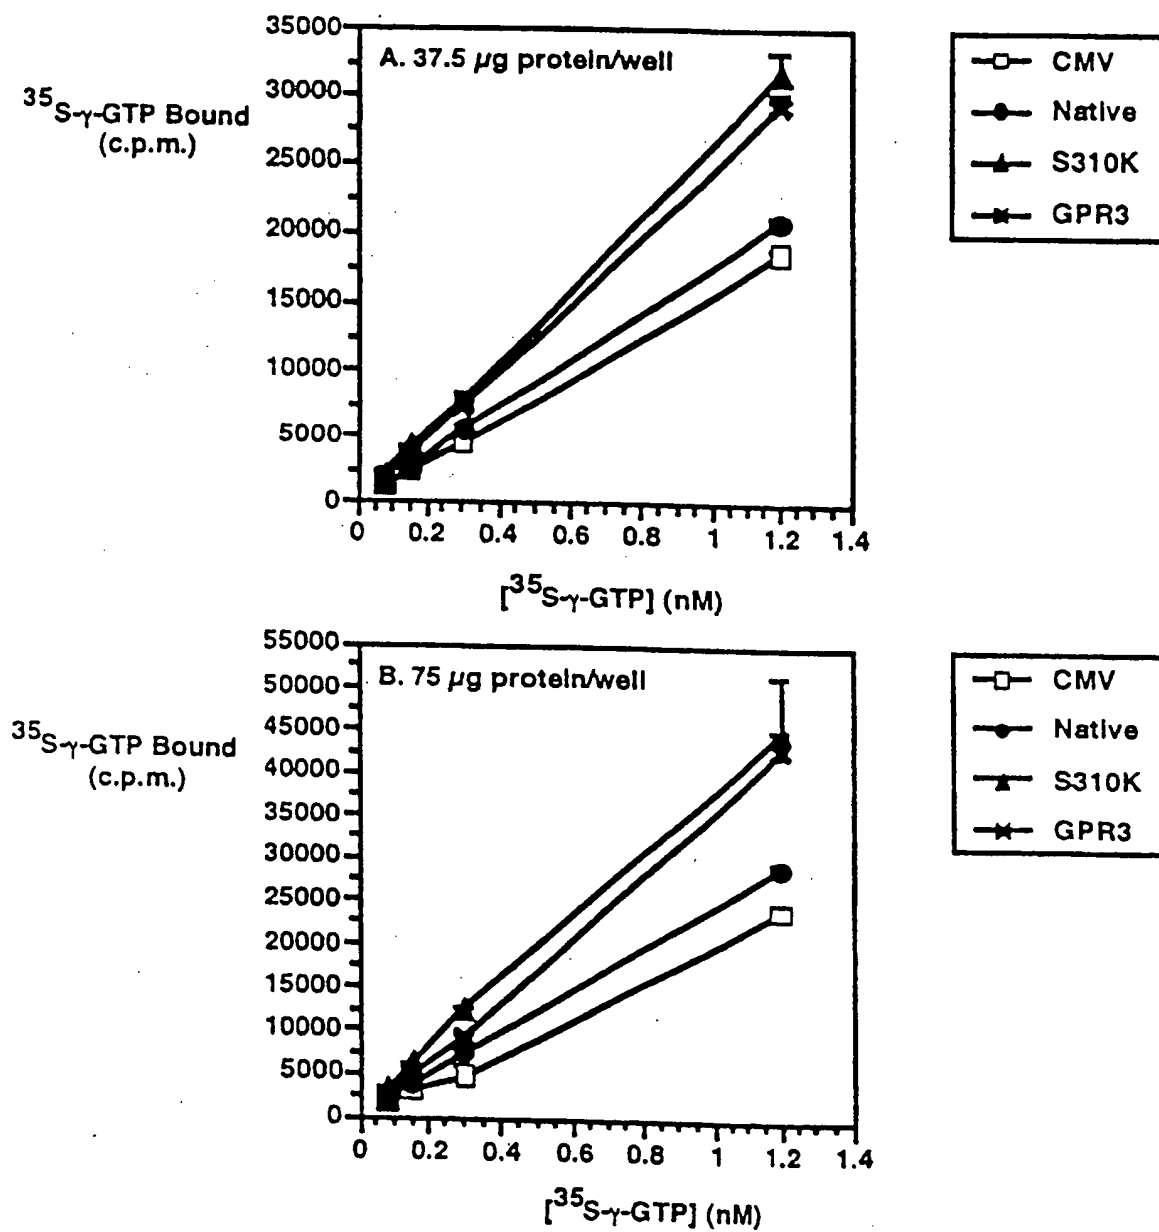 35000
30000
25000
20000
15000
10000
5000
0
A. 37.5 µg protein/well
³⁵S-γ-GTP Bound
(c.p.m.)
0 0.2 0.4 0.6 0.8 1 1.2 1.4
[³⁵S-γ-GTP] (nM)
CMV
Native
S310K
GPR3
55000
50000
45000
40000
35000
30000
25000
20000
15000
10000
5000
0
B. 75 µg protein/well
³⁵S-γ-GTP Bound
(c.p.m.)
0 0.2 0.4 0.6 0.8 1 1.2 1.4
[³⁵S-γ-GTP] (nM)
CMV
Native
S310K
GPR3